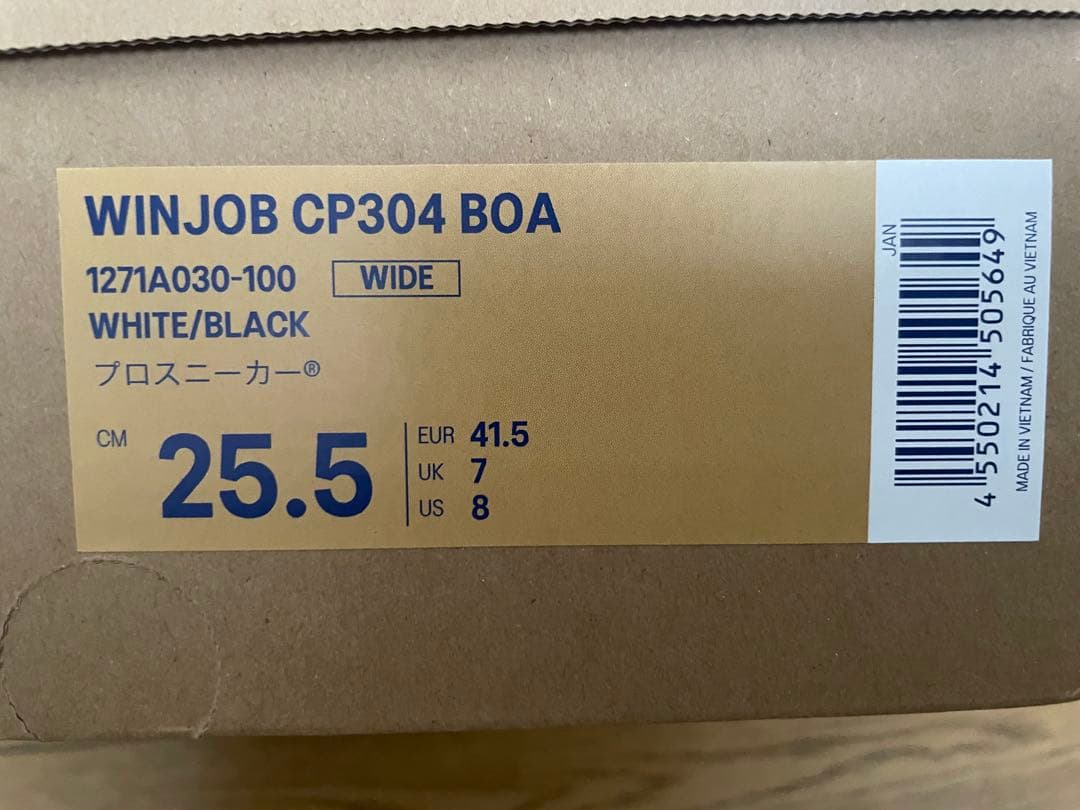 WINJOB CP304 BOA
1271A030-100 WIDE
WHITE/BLACK
プロスニーカー®
CM 25.5
EUR 41.5
UK 7
US 8
JAN
4 550214 505649
MADE IN VIETNAM / FABRIQUE AU VIETNAM